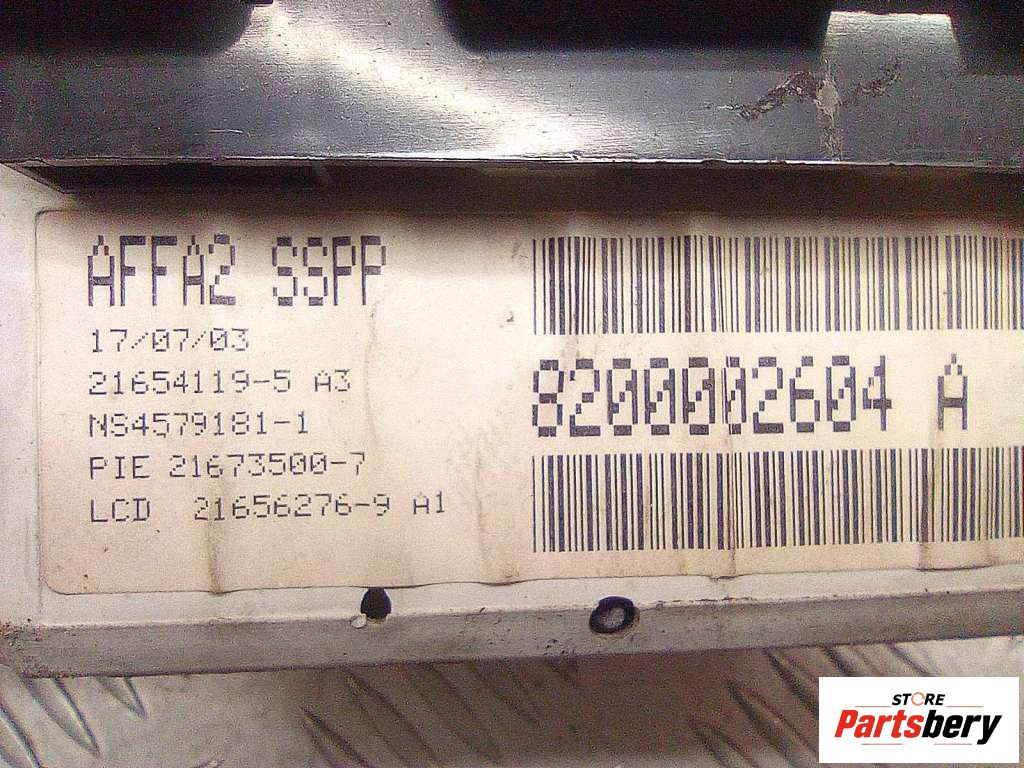 AFFA2 SSPP
17/07/03
21654119-5 A3
NS4579181-1
PIE 21673500-7
LCD 21656276-9 A1
8200002604 A
STORE
Partsbery